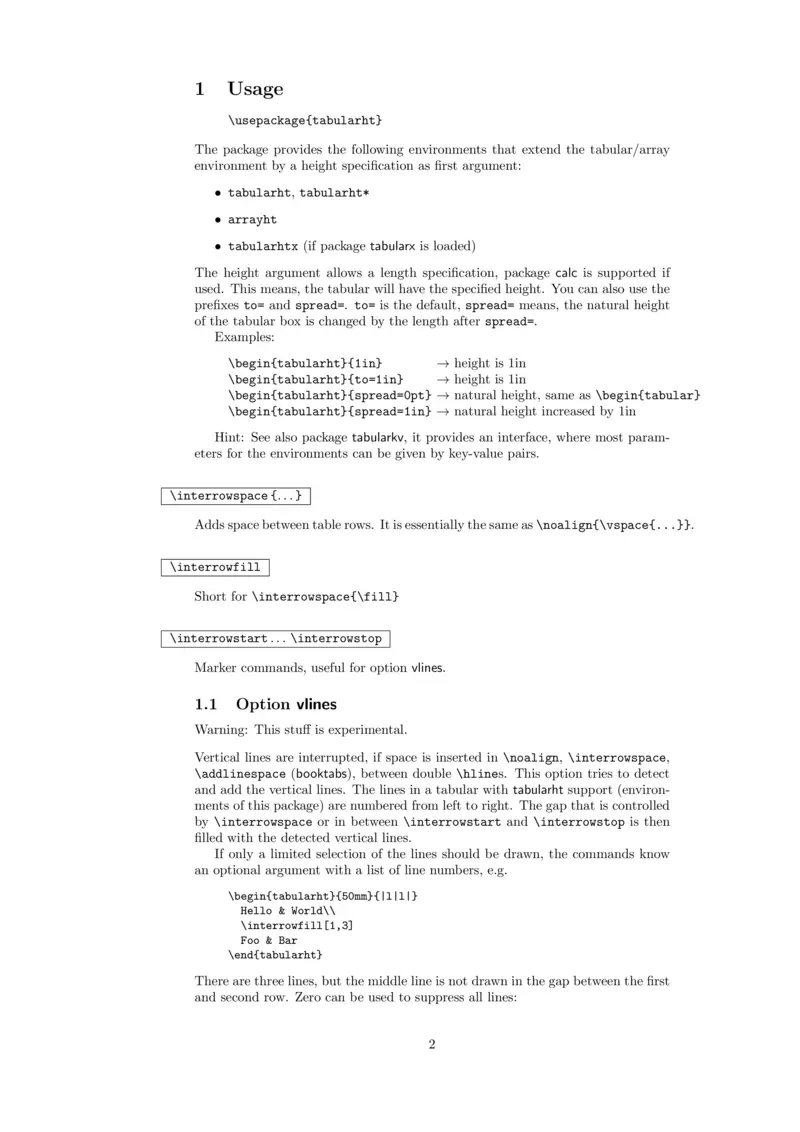 1 Usage
\usepackage{tabularht}
The package provides the following environments that extend the tabular/array
environment by a height specification as first argument:
• tabularht, tabularht*
• arrayht
• tabularhtx (if package tabularx is loaded)
The height argument allows a length specification, package calc is supported if
used. This means, the tabular will have the specified height. You can also use the
prefixes to= and spread=. to= is the default, spread= means, the natural height
of the tabular box is changed by the length after spread=.
Examples:
\begin{tabularht}{1in} → height is 1in
\begin{tabularht}{to=1in} → height is 1in
\begin{tabularht}{spread=0pt} → natural height, same as \begin{tabular}
\begin{tabularht}{spread=1in} → natural height increased by 1in
Hint: See also package tabularkv, it provides an interface, where most param-
eters for the environments can be given by key-value pairs.
\interrowspace{...}
Adds space between table rows. It is essentially the same as \noalign{\vspace{...}}.
\interrowfill
Short for \interrowspace{\fill}
\interrowstart... \interrowstop
Marker commands, useful for option vlines.
1.1 Option vlines
Warning: This stuff is experimental.
Vertical lines are interrupted, if space is inserted in \noalign, \interrowspace,
\addlinespace (booktabs), between double \hlines. This option tries to detect
and add the vertical lines. The lines in a tabular with tabularht support (environ-
ments of this package) are numbered from left to right. The gap that is controlled
by \interrowspace or in between \interrowstart and \interrowstop is then
filled with the detected vertical lines.
If only a limited selection of the lines should be drawn, the commands know
an optional argument with a list of line numbers, e.g.
\begin{tabularht}{50mm}{|l|l|}
Hello & World\\
\interrowfill[1,3]
Foo & Bar
\end{tabularht}
There are three lines, but the middle line is not drawn in the gap between the first
and second row. Zero can be used to suppress all lines:
2